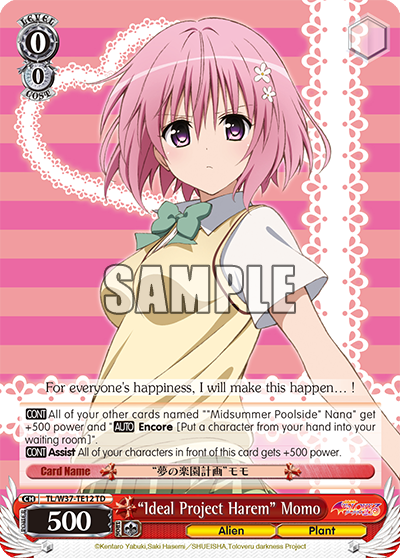 LEVEL
0
0
COST
SAMPLE
For everyone's happiness, I will make this happen… !
CONT All of your other cards named ""Midsummer Poolside" Nana" get
+500 power and "AUTO Encore [Put a character from your hand into your
waiting room]".
CONT Assist All of your characters in front of this card gets +500 power.
Card Name "夢の楽園計画"モモ
CH TL/W37-TE12 TD
POWER
500
"Ideal Project Harem" Momo
Alien Plant
©Kentaro Yabuki,Saki Hasemi / SHUEISHA,Toloveru darkness Project